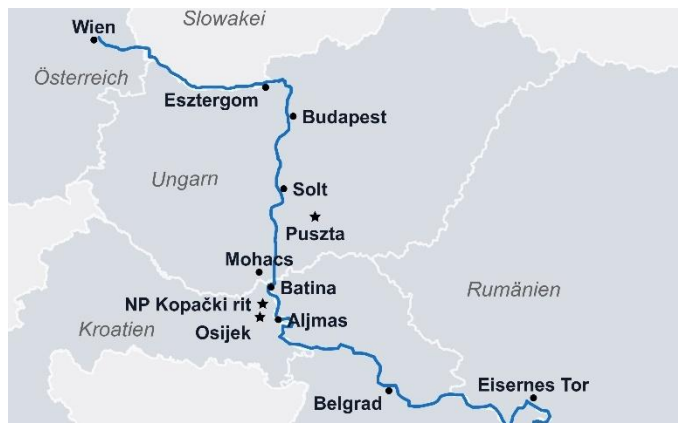 Slowakei
Wien
Österreich
Esztergom
Budapest
Ungarn
Solt
Puszta
Mohacs
Batina
Rumänien
NP Kopački rit
Aljmas
Kroatien
Osijek
Eisernes Tor
Belgrad